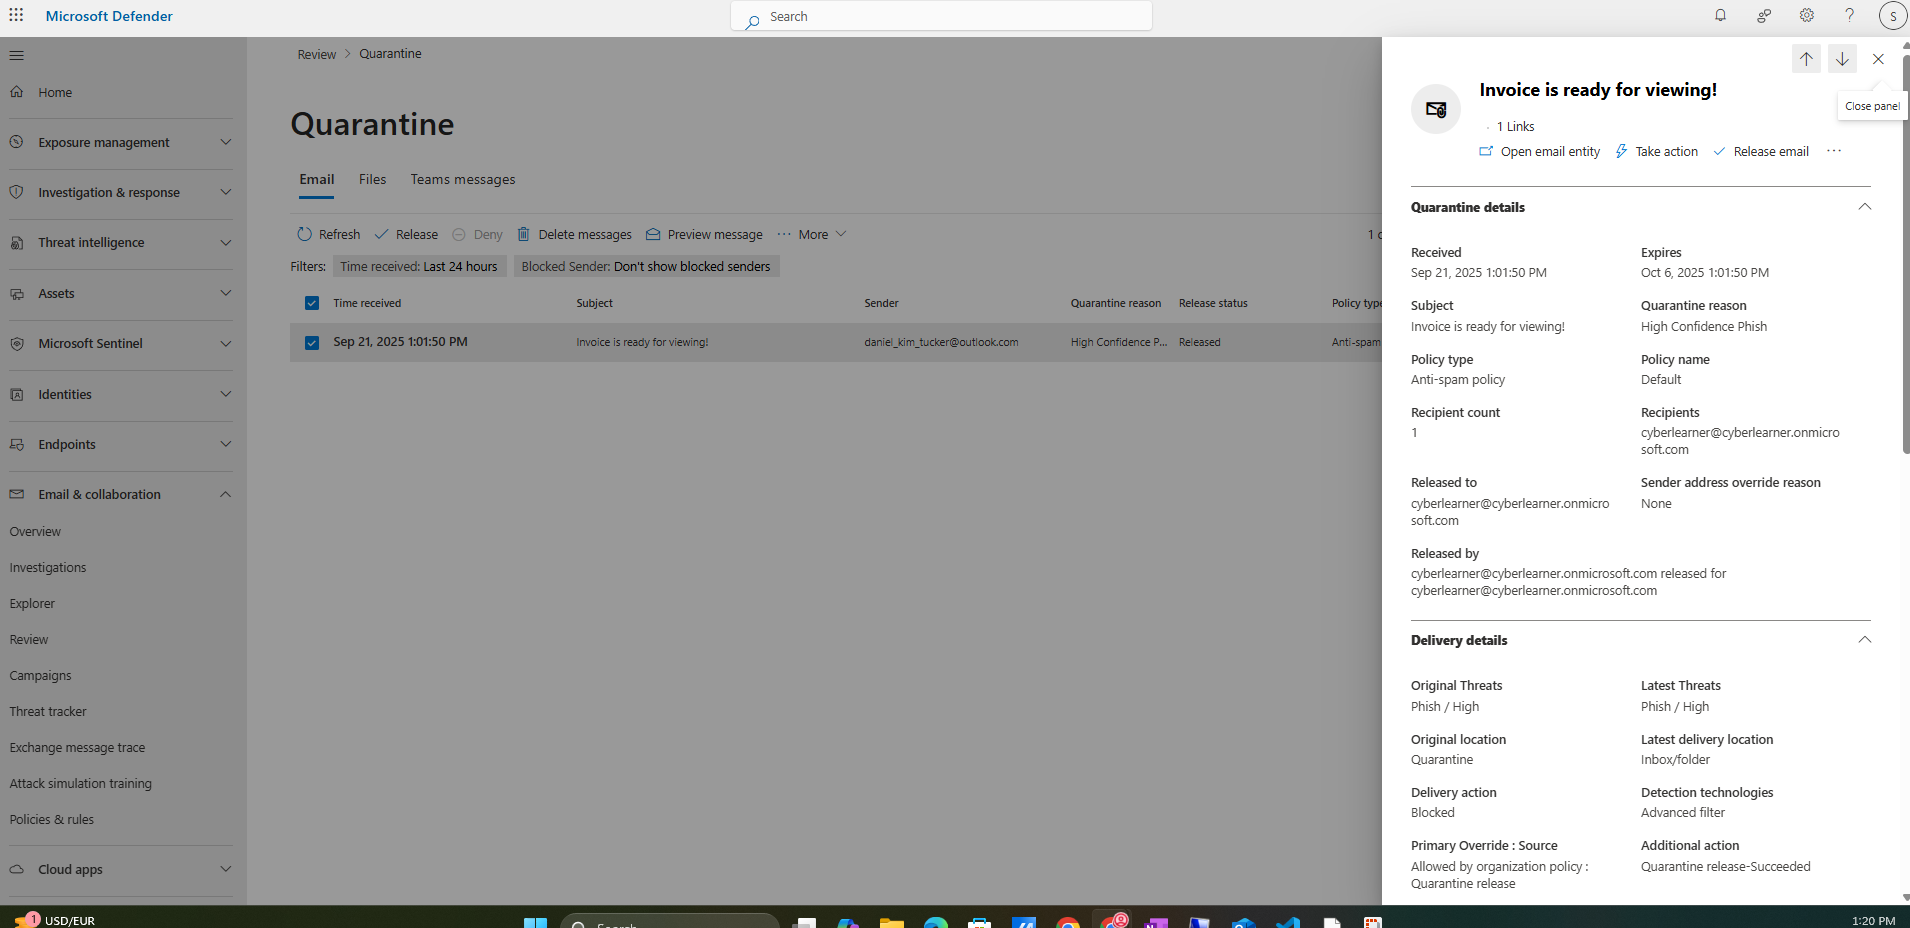 Microsoft Defender
Search
S
Home
Exposure management
Investigation & response
Threat intelligence
Assets
Microsoft Sentinel
Identities
Endpoints
Email & collaboration
Overview
Investigations
Explorer
Review
Campaigns
Threat tracker
Exchange message trace
Attack simulation training
Policies & rules
Cloud apps
Review > Quarantine
Quarantine
Email Files Teams messages
Refresh Release Deny Delete messages Preview message ··· More
Filters: Time received: Last 24 hours Blocked Sender: Don't show blocked senders
Time received Subject Sender Quarantine reason Release status Policy type
Sep 21, 2025 1:01:50 PM Invoice is ready for viewing! daniel_kim_tucker@outlook.com High Confidence P... Released Anti-spam
Close panel
Invoice is ready for viewing!
1 Links
Open email entity Take action Release email ···
Quarantine details
Received Expires
Sep 21, 2025 1:01:50 PM Oct 6, 2025 1:01:50 PM
Subject Quarantine reason
Invoice is ready for viewing! High Confidence Phish
Policy type Policy name
Anti-spam policy Default
Recipient count Recipients
1 cyberlearner@cyberlearner.onmicro
soft.com
Released to Sender address override reason
cyberlearner@cyberlearner.onmicro None
soft.com
Released by
cyberlearner@cyberlearner.onmicrosoft.com released for
cyberlearner@cyberlearner.onmicrosoft.com
Delivery details
Original Threats Latest Threats
Phish / High Phish / High
Original location Latest delivery location
Quarantine Inbox/folder
Delivery action Detection technologies
Blocked Advanced filter
Primary Override : Source Additional action
Allowed by organization policy : Quarantine release-Succeeded
Quarantine release
1 USD/EUR
Search
1:20 PM